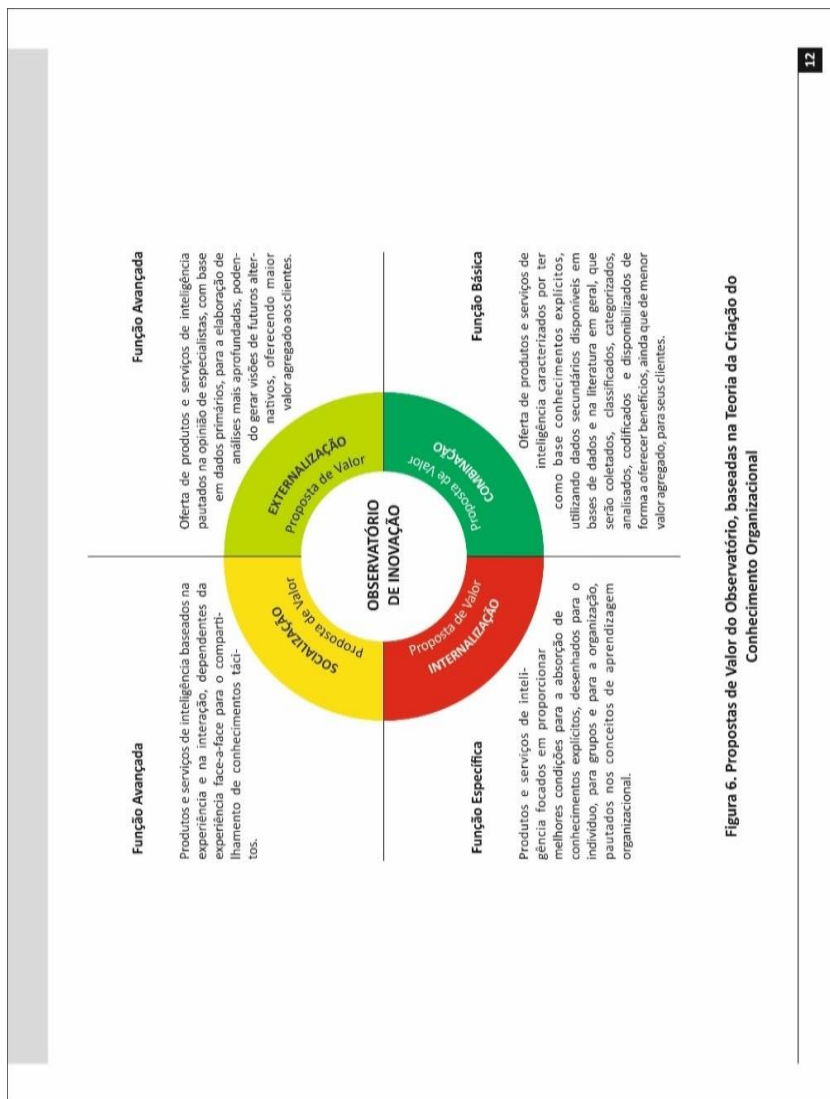 Função Avançada
Produtos e serviços de inteligência baseados na
experiência e na interação, dependentes da
experiência face-a-face para o comparti-
lhamento de conhecimentos táci-
tos.
Função Avançada
Oferta de produtos e serviços de inteligência
pautados na opinião de especialistas, com base
em dados primários, para a elaboração de
análises mais aprofundadas, poden-
do gerar visões de futuros alter-
nativos, oferecendo maior
valor agregado aos clientes.
SOCIALIZAÇÃO
Proposta de Valor
EXTERNALIZAÇÃO
Proposta de Valor
OBSERVATÓRIO
DE INOVAÇÃO
Proposta de Valor
INTERNALIZAÇÃO
Proposta de Valor
COMBINAÇÃO
Função Específica
Produtos e serviços de inteli-
gência focados em proporcionar
melhores condições para a absorção de
conhecimentos explícitos, desenhados para o
indivíduo, para grupos e para a organização,
pautados nos conceitos de aprendizagem
organizacional.
Função Básica
Oferta de produtos e serviços de
inteligência caracterizados por ter
como base conhecimentos explícitos,
utilizando dados secundários disponíveis em
bases de dados e na literatura em geral, que
serão coletados, classificados, categorizados,
analisados, codificados e disponibilizados de
forma a oferecer benefícios, ainda que de menor
valor agregado, para seus clientes.
Figura 6. Propostas de Valor do Observatório, baseadas na Teoria da Criação do
Conhecimento Organizacional
12